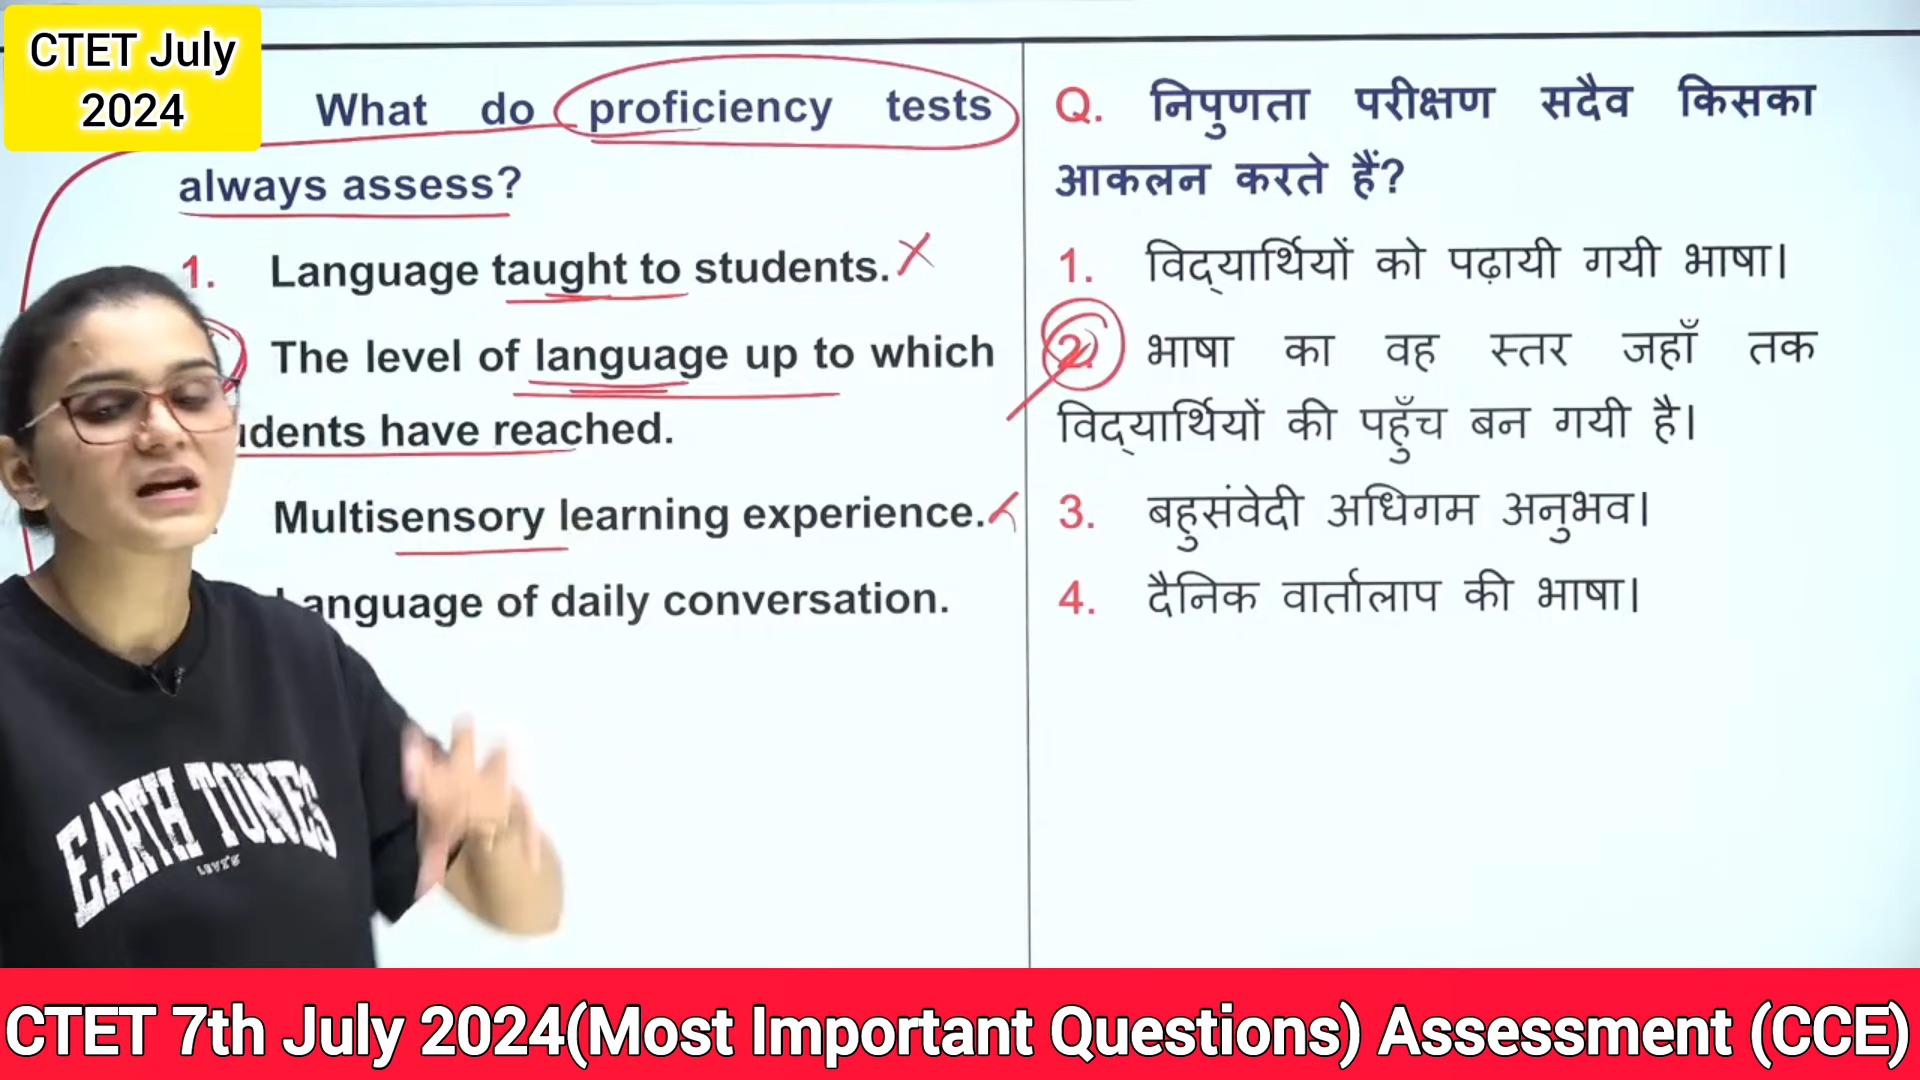 CTET July
2024
What do proficiency tests
always assess?
1. Language taught to students.
The level of language up to which
udents have reached.
Multisensory learning experience.
Language of daily conversation.
Q. निपुणता परीक्षण सदैव किसका
आकलन करते हैं?
1. विद्यार्थियों को पढ़ायी गयी भाषा।
2. भाषा का वह स्तर जहाँ तक
विद्यार्थियों की पहुँच बन गयी है।
3. बहुसंवेदी अधिगम अनुभव।
4. दैनिक वार्तालाप की भाषा।
EARTH TONES
LEVI'S
CTET 7th July 2024(Most Important Questions) Assessment (CCE)